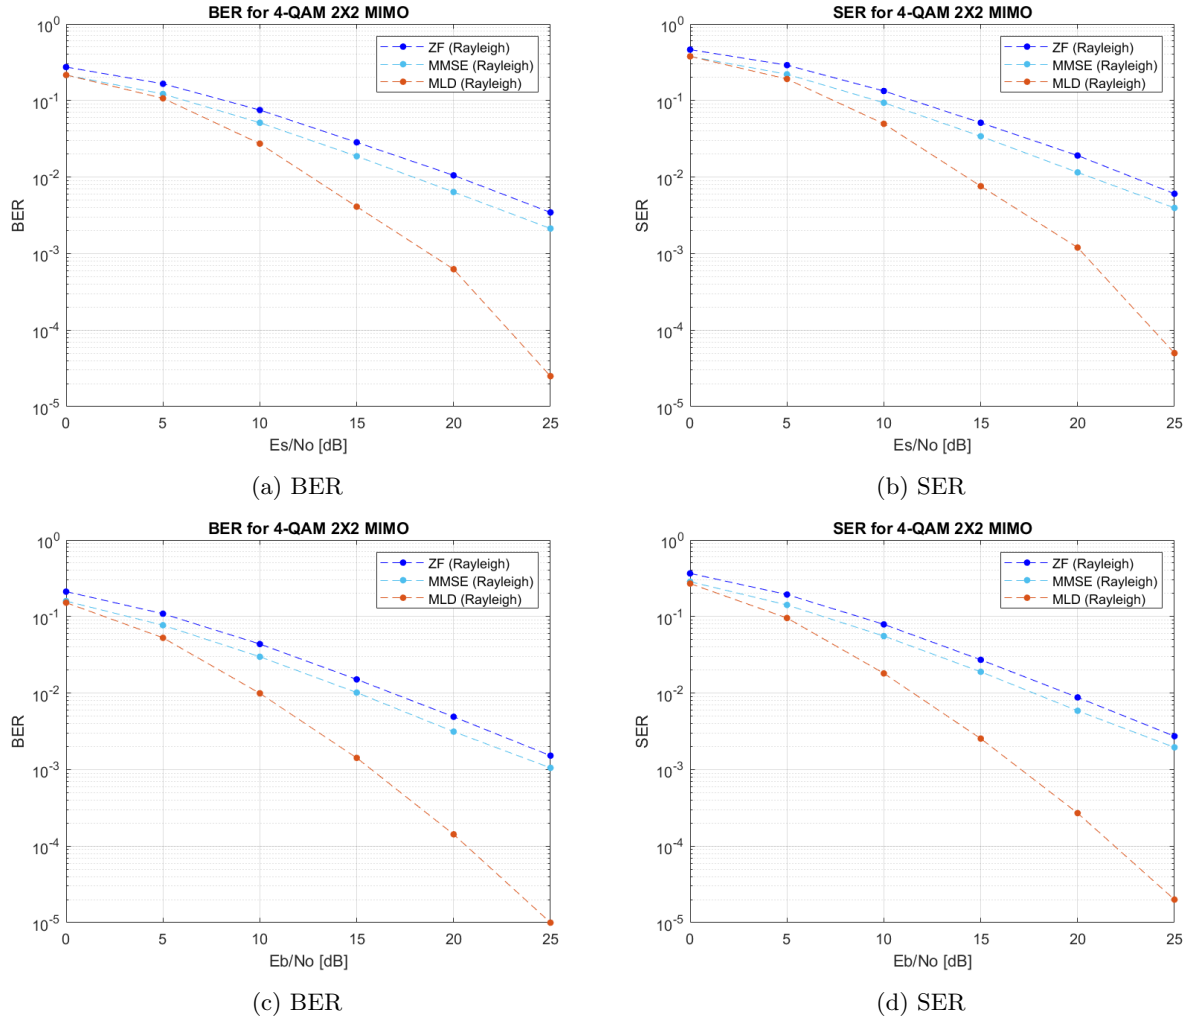 BER for 4-QAM 2X2 MIMO
10^0
10^-1
10^-2
10^-3
10^-4
10^-5
BER
ZF (Rayleigh)
MMSE (Rayleigh)
MLD (Rayleigh)
0 5 10 15 20 25
Es/No [dB]
(a) BER
SER for 4-QAM 2X2 MIMO
10^0
10^-1
10^-2
10^-3
10^-4
10^-5
SER
ZF (Rayleigh)
MMSE (Rayleigh)
MLD (Rayleigh)
0 5 10 15 20 25
Es/No [dB]
(b) SER
BER for 4-QAM 2X2 MIMO
10^0
10^-1
10^-2
10^-3
10^-4
10^-5
BER
ZF (Rayleigh)
MMSE (Rayleigh)
MLD (Rayleigh)
0 5 10 15 20 25
Eb/No [dB]
(c) BER
SER for 4-QAM 2X2 MIMO
10^0
10^-1
10^-2
10^-3
10^-4
10^-5
SER
ZF (Rayleigh)
MMSE (Rayleigh)
MLD (Rayleigh)
0 5 10 15 20 25
Eb/No [dB]
(d) SER